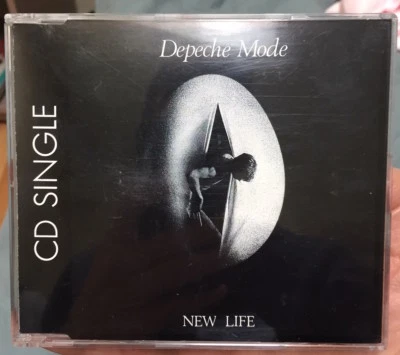 Depeche Mode
CD SINGLE
NEW LIFE